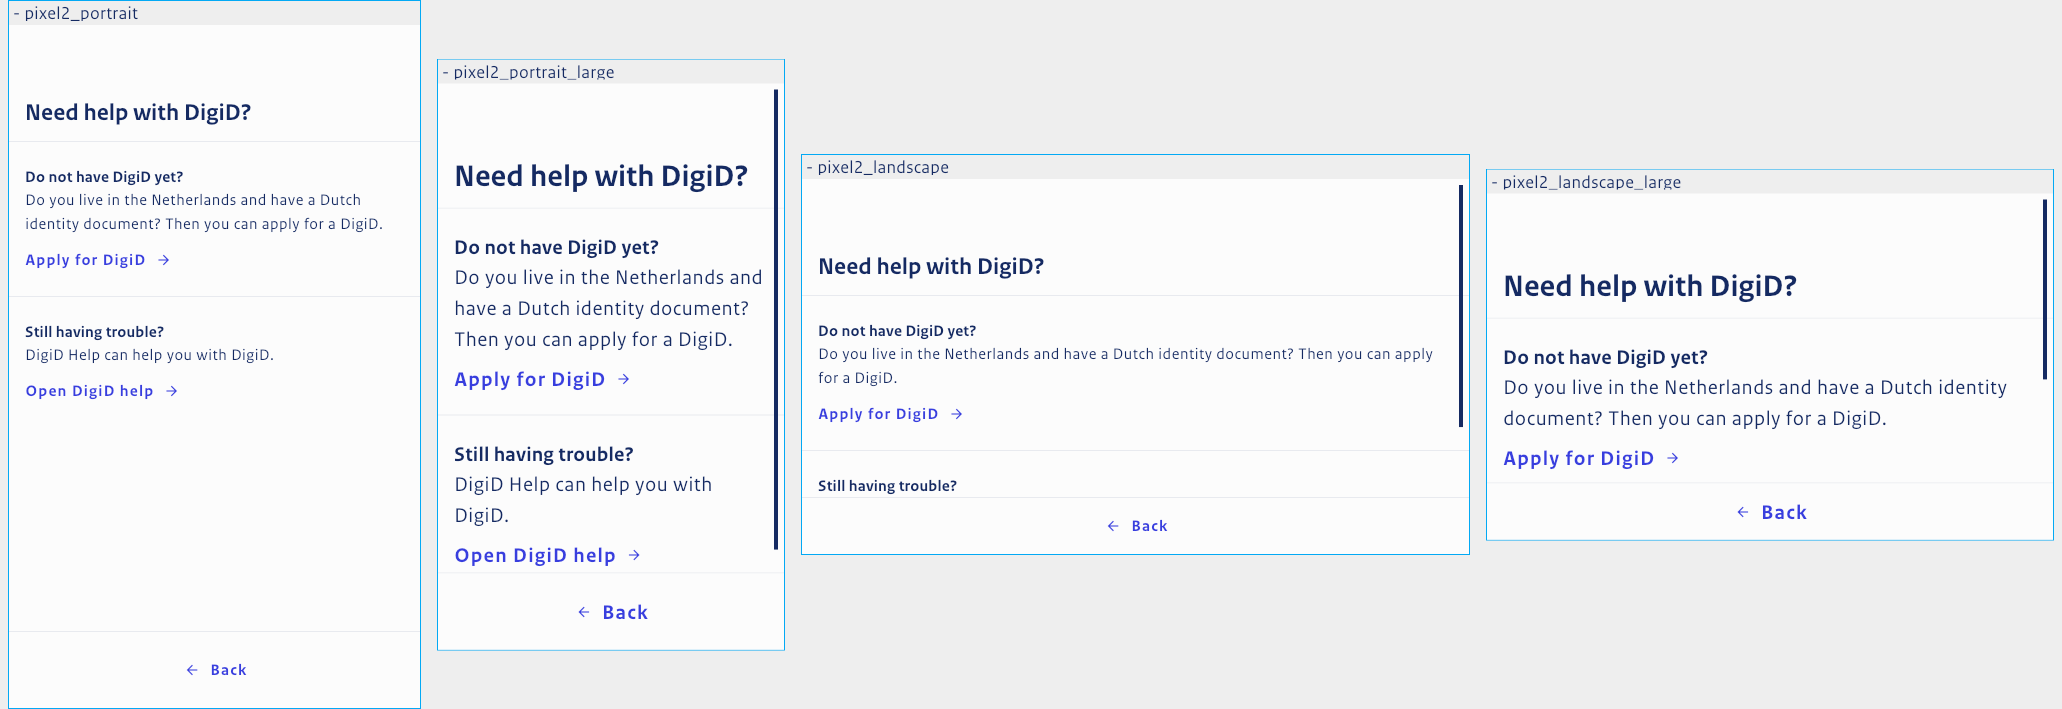 - pixel2_portrait
Need help with DigiD?
Do not have DigiD yet?
Do you live in the Netherlands and have a Dutch
identity document? Then you can apply for a DigiD.
Apply for DigiD →
Still having trouble?
DigiD Help can help you with DigiD.
Open DigiD help →
← Back
- pixel2_portrait_large
Need help with DigiD?
Do not have DigiD yet?
Do you live in the Netherlands and
have a Dutch identity document?
Then you can apply for a DigiD.
Apply for DigiD →
Still having trouble?
DigiD Help can help you with
DigiD.
Open DigiD help →
← Back
- pixel2_landscape
Need help with DigiD?
Do not have DigiD yet?
Do you live in the Netherlands and have a Dutch identity document? Then you can apply
for a DigiD.
Apply for DigiD →
Still having trouble?
← Back
- pixel2_landscape_large
Need help with DigiD?
Do not have DigiD yet?
Do you live in the Netherlands and have a Dutch identity
document? Then you can apply for a DigiD.
Apply for DigiD →
← Back